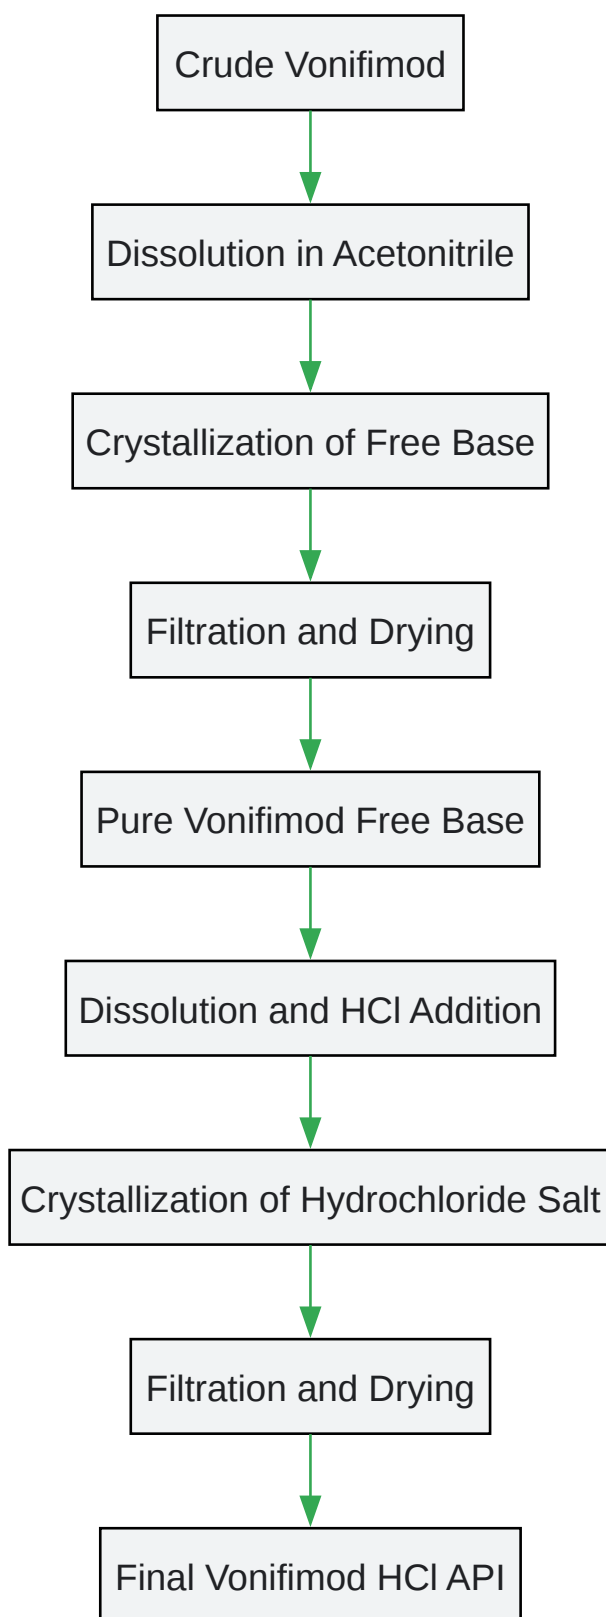 Crude Vonifimod
Dissolution in Acetonitrile
Crystallization of Free Base
Filtration and Drying
Pure Vonifimod Free Base
Dissolution and HCl Addition
Crystallization of Hydrochloride Salt
Filtration and Drying
Final Vonifimod HCl API